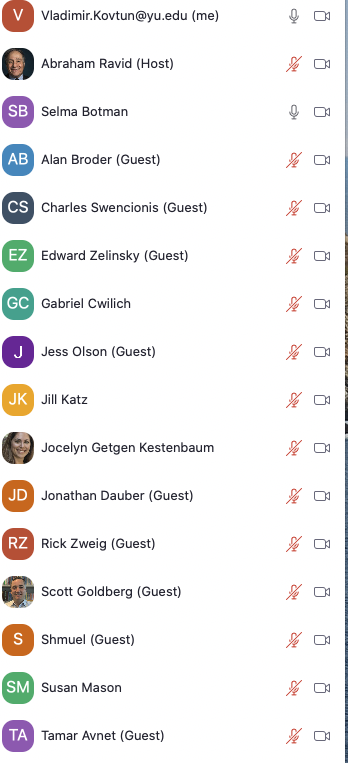 V Vladimir.Kovtun@yu.edu (me)
Abraham Ravid (Host)
SB Selma Botman
AB Alan Broder (Guest)
CS Charles Swencionis (Guest)
EZ Edward Zelinsky (Guest)
GC Gabriel Cwilich
J Jess Olson (Guest)
JK Jill Katz
Jocelyn Getgen Kestenbaum
JD Jonathan Dauber (Guest)
RZ Rick Zweig (Guest)
Scott Goldberg (Guest)
S Shmuel (Guest)
SM Susan Mason
TA Tamar Avnet (Guest)